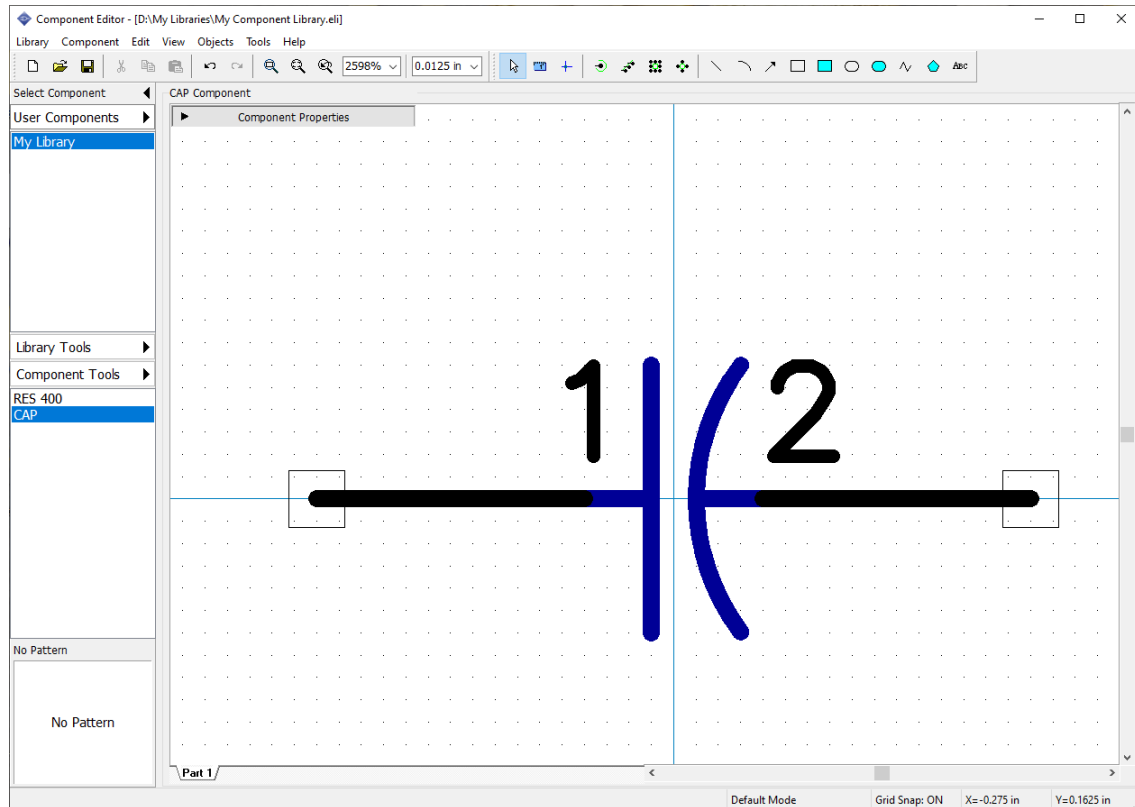 Component Editor - [D:\My Libraries\My Component Library.eli]
Library Component Edit View Objects Tools Help
2598% 0.0125 in ABC
Select Component
CAP Component
User Components
Component Properties
My Library
Library Tools
Component Tools
RES 400
CAP
1 2
No Pattern
No Pattern
Part 1
Default Mode Grid Snap: ON X=-0.275 in Y=0.1625 in